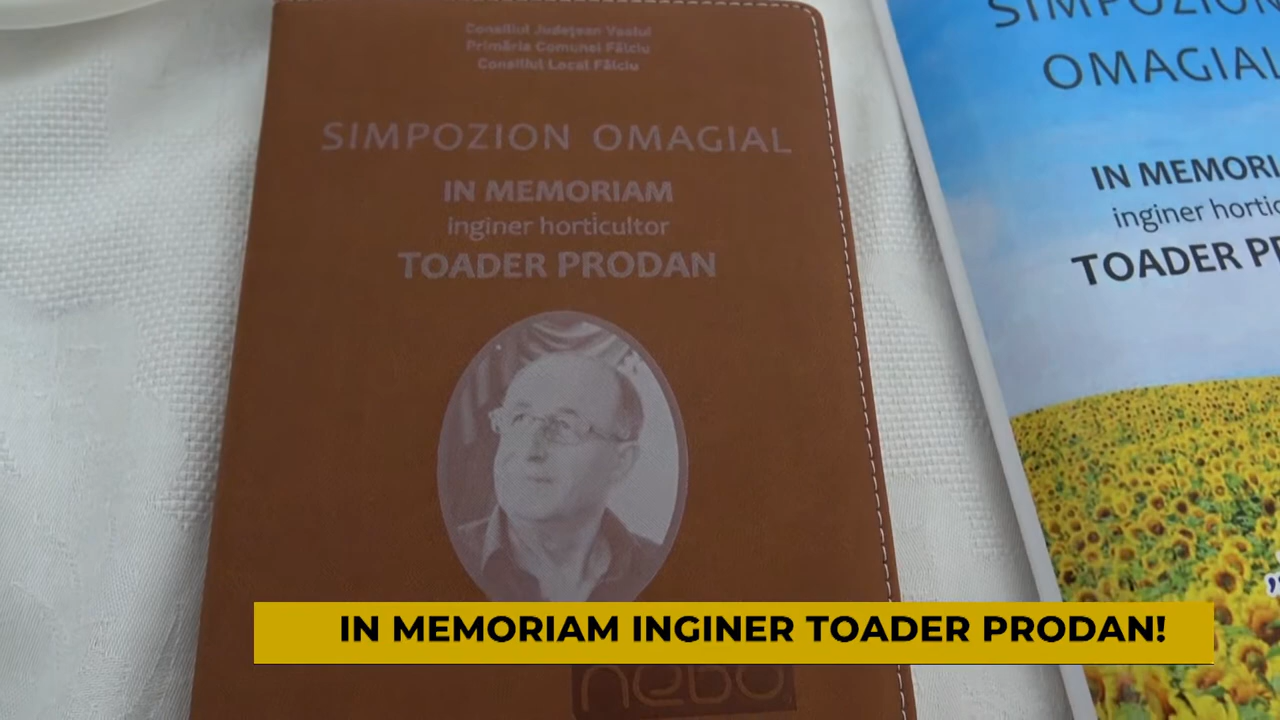 Consiliul Județean Vaslui
Primăria Comunei Fălciu
Consiliul Local Fălciu
SIMPOZION OMAGIAL
IN MEMORIAM
inginer horticultor
TOADER PRODAN
nebo
SIMPOZION
OMAGIAL
IN MEMORI
inginer hortic
TOADER PR
IN MEMORIAM INGINER TOADER PRODAN!